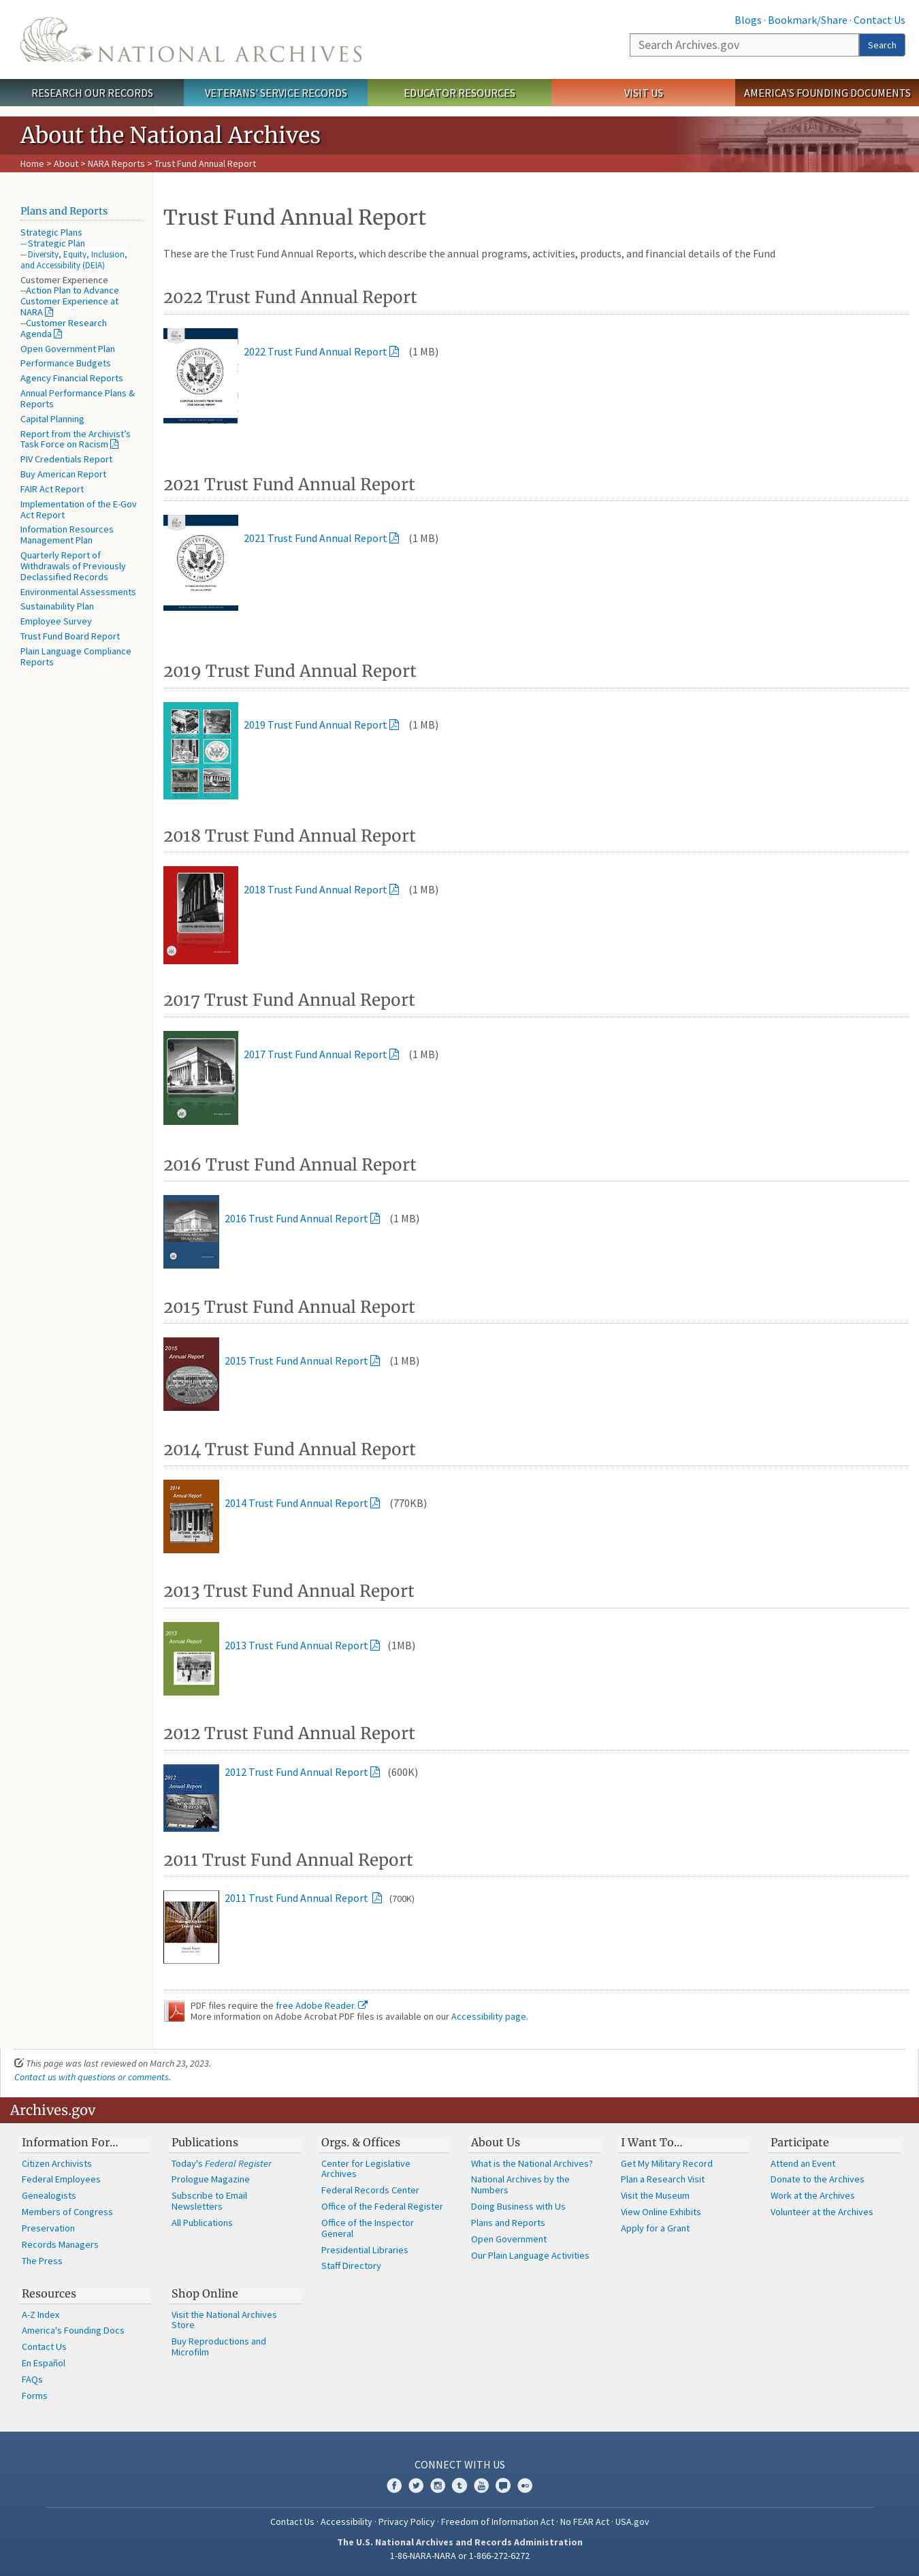 Blogs · Bookmark/Share · Contact Us
NATIONAL ARCHIVES
Search Archives.gov
Search
RESEARCH OUR RECORDS
VETERANS' SERVICE RECORDS
EDUCATOR RESOURCES
VISIT US
AMERICA'S FOUNDING DOCUMENTS
About the National Archives
Home > About > NARA Reports > Trust Fund Annual Report
Plans and Reports
Strategic Plans
-- Strategic Plan
-- Diversity, Equity, Inclusion,
and Accessibility (DEIA)
Customer Experience
--Action Plan to Advance
Customer Experience at
NARA
--Customer Research
Agenda
Open Government Plan
Performance Budgets
Agency Financial Reports
Annual Performance Plans &
Reports
Capital Planning
Report from the Archivist's
Task Force on Racism
PIV Credentials Report
Buy American Report
FAIR Act Report
Implementation of the E-Gov
Act Report
Information Resources
Management Plan
Quarterly Report of
Withdrawals of Previously
Declassified Records
Environmental Assessments
Sustainability Plan
Employee Survey
Trust Fund Board Report
Plain Language Compliance
Reports
Trust Fund Annual Report
These are the Trust Fund Annual Reports, which describe the annual programs, activities, products, and financial details of the Fund
2022 Trust Fund Annual Report
2022 Trust Fund Annual Report (1 MB)
2021 Trust Fund Annual Report
2021 Trust Fund Annual Report (1 MB)
2019 Trust Fund Annual Report
2019 Trust Fund Annual Report (1 MB)
2018 Trust Fund Annual Report
2018 Trust Fund Annual Report (1 MB)
2017 Trust Fund Annual Report
2017 Trust Fund Annual Report (1 MB)
2016 Trust Fund Annual Report
2016 Trust Fund Annual Report (1 MB)
2015 Trust Fund Annual Report
2015
Annual Report
2015 Trust Fund Annual Report (1 MB)
2014 Trust Fund Annual Report
2014
Annual Report
2014 Trust Fund Annual Report (770KB)
2013 Trust Fund Annual Report
2013
Annual Report
2013 Trust Fund Annual Report (1MB)
2012 Trust Fund Annual Report
2012
Annual Report
2012 Trust Fund Annual Report (600K)
2011 Trust Fund Annual Report
2011 Trust Fund Annual Report (700K)
PDF files require the free Adobe Reader.
More information on Adobe Acrobat PDF files is available on our Accessibility page.
This page was last reviewed on March 23, 2023.
Contact us with questions or comments.
Archives.gov
Information For…
Citizen Archivists
Federal Employees
Genealogists
Members of Congress
Preservation
Records Managers
The Press
Publications
Today's Federal Register
Prologue Magazine
Subscribe to Email
Newsletters
All Publications
Orgs. & Offices
Center for Legislative
Archives
Federal Records Center
Office of the Federal Register
Office of the Inspector
General
Presidential Libraries
Staff Directory
About Us
What is the National Archives?
National Archives by the
Numbers
Doing Business with Us
Plans and Reports
Open Government
Our Plain Language Activities
I Want To…
Get My Military Record
Plan a Research Visit
Visit the Museum
View Online Exhibits
Apply for a Grant
Participate
Attend an Event
Donate to the Archives
Work at the Archives
Volunteer at the Archives
Resources
A-Z Index
America's Founding Docs
Contact Us
En Español
FAQs
Forms
Shop Online
Visit the National Archives
Store
Buy Reproductions and
Microfilm
CONNECT WITH US
Contact Us · Accessibility · Privacy Policy · Freedom of Information Act · No FEAR Act · USA.gov
The U.S. National Archives and Records Administration
1-86-NARA-NARA or 1-866-272-6272